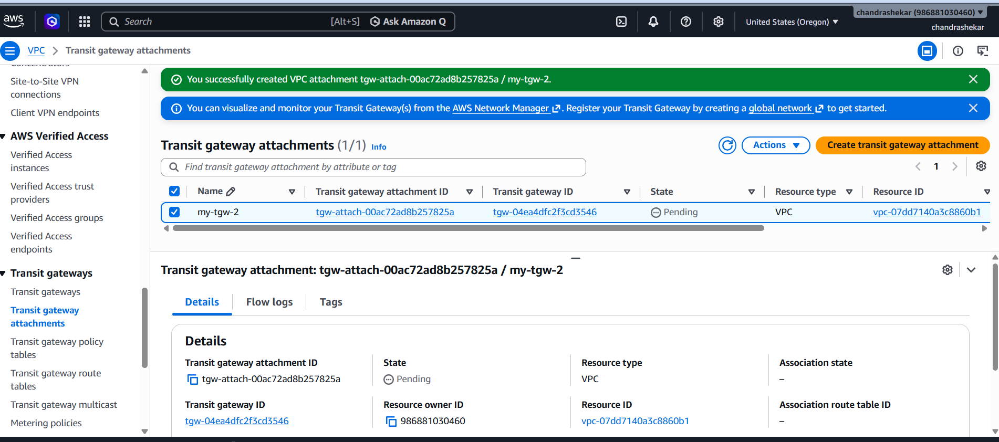 aws
Search [Alt+S] Ask Amazon Q
United States (Oregon)
chandrashekar (986881030460)
chandrashekar
VPC > Transit gateway attachments
Concentrators
Site-to-Site VPN
connections
Client VPN endpoints
AWS Verified Access
Verified Access
instances
Verified Access trust
providers
Verified Access groups
Verified Access
endpoints
Transit gateways
Transit gateways
Transit gateway
attachments
Transit gateway policy
tables
Transit gateway route
tables
Transit gateway multicast
Metering policies
You successfully created VPC attachment tgw-attach-00ac72ad8b257825a / my-tgw-2.
You can visualize and monitor your Transit Gateway(s) from the AWS Network Manager. Register your Transit Gateway by creating a global network to get started.
Transit gateway attachments (1/1) Info
Actions
Create transit gateway attachment
Find transit gateway attachment by attribute or tag
1
Name Transit gateway attachment ID Transit gateway ID State Resource type Resource ID
my-tgw-2 tgw-attach-00ac72ad8b257825a tgw-04ea4dfc2f3cd3546 Pending VPC vpc-07dd7140a3c8860b1
Transit gateway attachment: tgw-attach-00ac72ad8b257825a / my-tgw-2
Details Flow logs Tags
Details
Transit gateway attachment ID State Resource type Association state
tgw-attach-00ac72ad8b257825a Pending VPC –
Transit gateway ID Resource owner ID Resource ID Association route table ID
tgw-04ea4dfc2f3cd3546 986881030460 vpc-07dd7140a3c8860b1 –